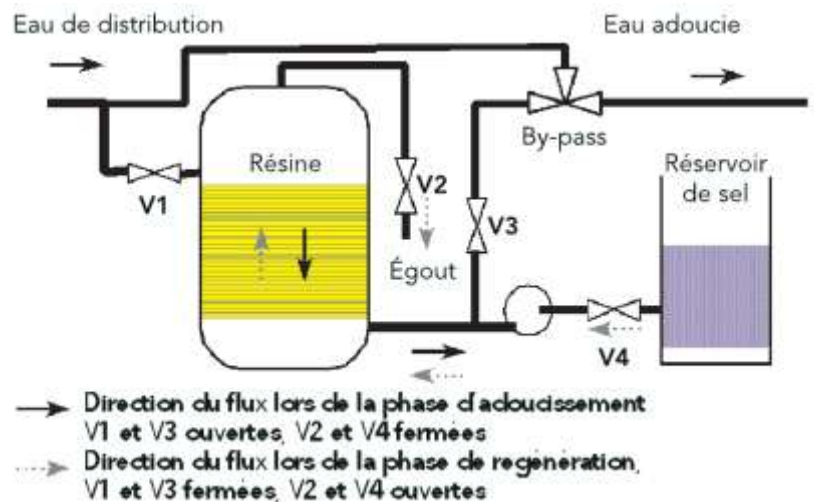 Eau de distribution
Eau adoucie
By-pass
Résine
Réservoir
de sel
V1
V2
V3
Égout
V4
Direction du flux lors de la phase d'adoucissement
V1 et V3 ouvertes, V2 et V4 fermées
Direction du flux lors de la phase de regénération,
V1 et V3 fermées, V2 et V4 ouvertes